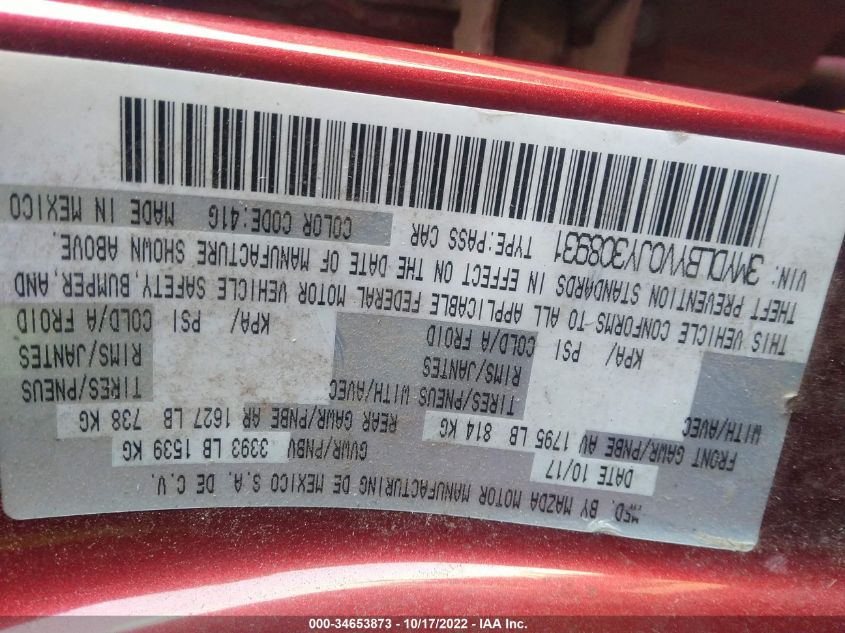 MFD. BY MAZDA MOTOR MANUFACTURING DE MEXICO S.A. DE C.V.
DATE 10/17 GVWR/PNBV 3393 LB 1539 KG
FRONT GAWR/PNBE AV 1795 LB 814 KG REAR GAWR/PNBE AR 1627 LB 738 KG
WITH/AVEC TIRES/PNEUS WITH/AVEC TIRES/PNEUS
RIMS/JANTES RIMS/JANTES
KPA/ PSI COLD/A FROID KPA/ PSI COLD/A FROID
THIS VEHICLE CONFORMS TO ALL APPLICABLE FEDERAL MOTOR VEHICLE SAFETY, BUMPER, AND
THEFT PREVENTION STANDARDS IN EFFECT ON THE DATE OF MANUFACTURE SHOWN ABOVE.
VIN: 3MYDLBYV0JY308931 TYPE:PASS CAR COLOR CODE:41G MADE IN MEXICO
000-34653873 - 10/17/2022 - IAA Inc.